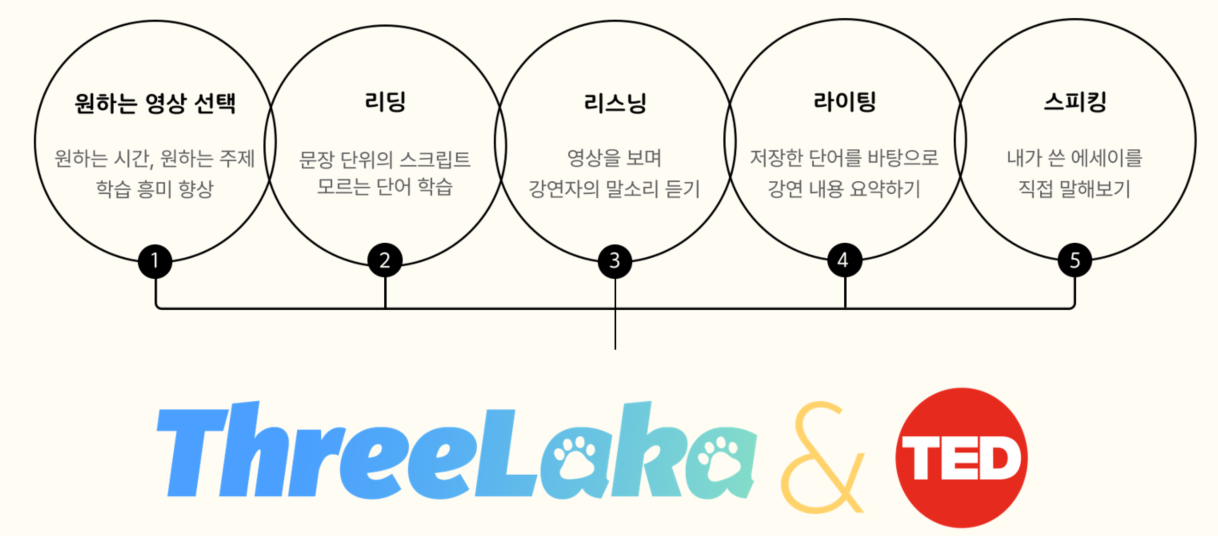 원하는 영상 선택
원하는 시간, 원하는 주제
학습 흥미 향상
1
리딩
문장 단위의 스크립트
모르는 단어 학습
2
리스닝
영상을 보며
강연자의 말소리 듣기
3
라이팅
저장한 단어를 바탕으로
강연 내용 요약하기
4
스피킹
내가 쓴 에세이를
직접 말해보기
5
ThreeLaka & TED